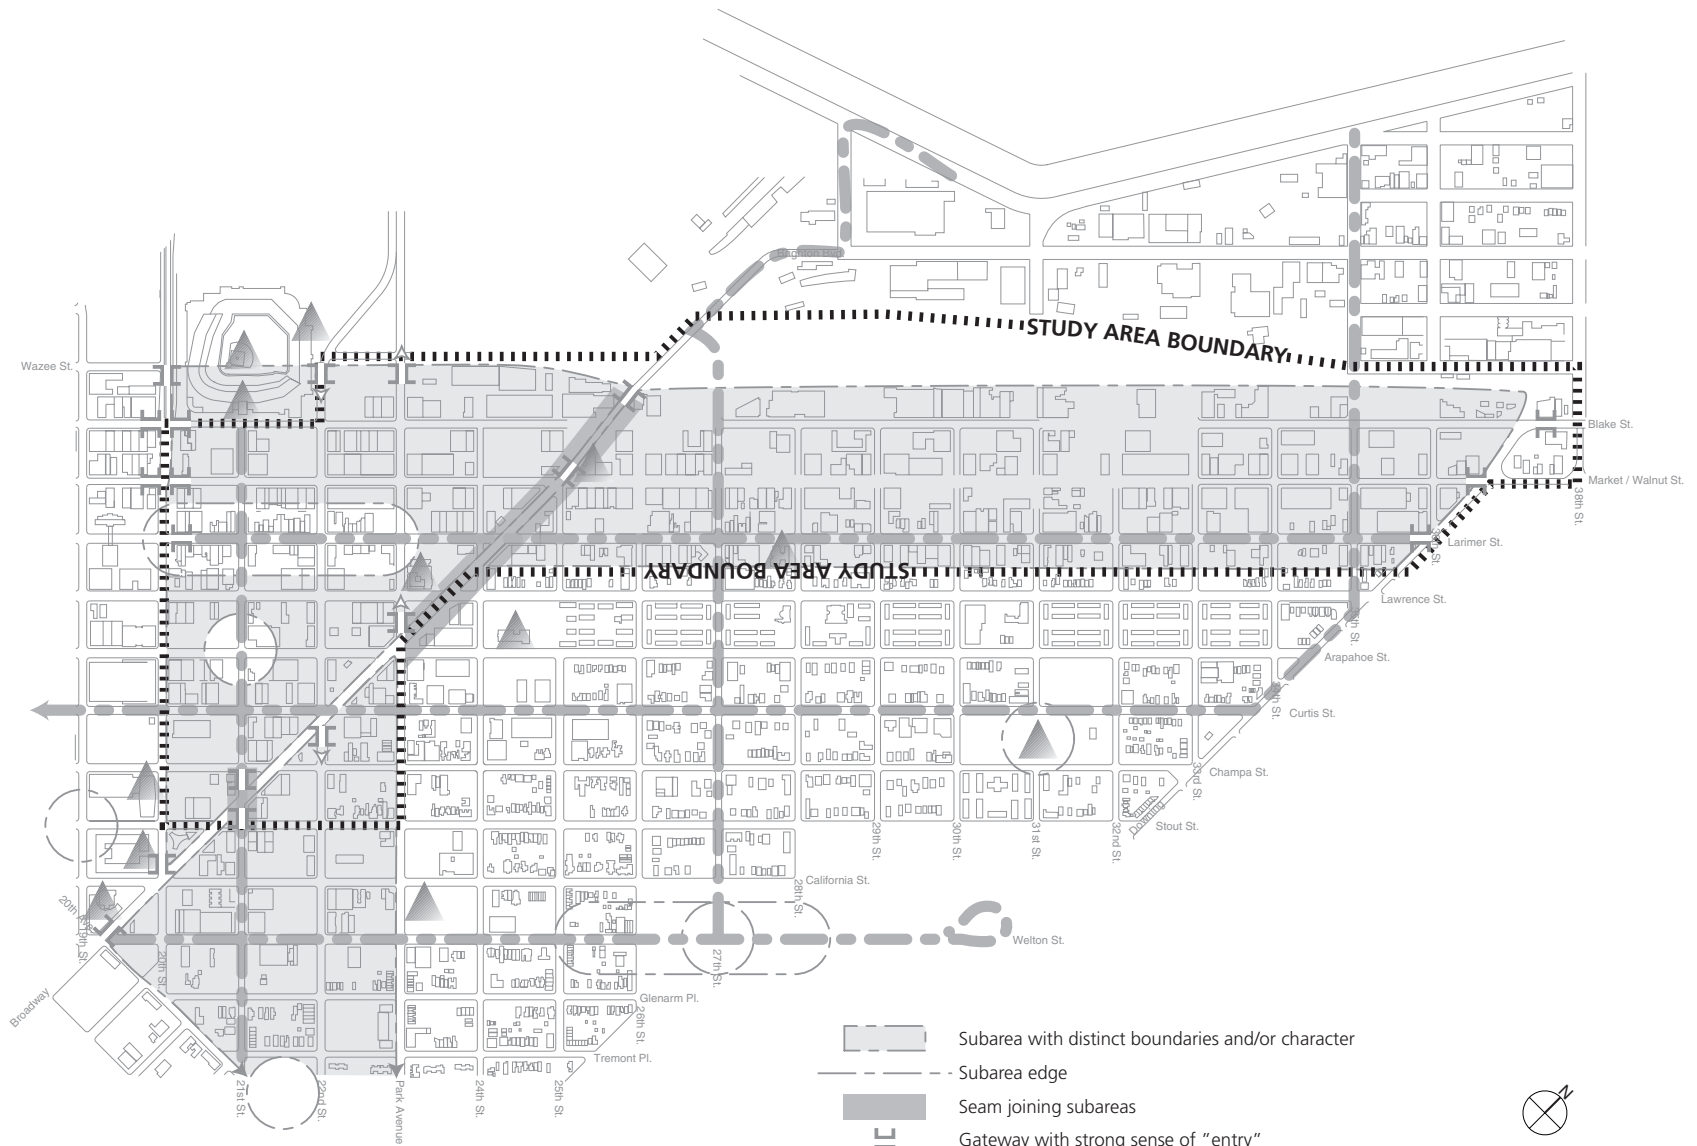 Brighton Blvd.
STUDY AREA BOUNDARY
Wazee St.
Blake St.
Market / Walnut St.
38th St.
Larimer St.
STUDY AREA BOUNDARY
Lawrence St.
Arapahoe St.
Curtis St.
Champa St.
33rd St.
Downing
Stout St.
29th St.
30th St.
31st St.
32nd St.
California St.
28th St.
20th Ave.
19th St.
20th St.
Welton St.
27th St.
Broadway
Glenarm Pl.
26th St.
Tremont Pl.
21st St.
22nd St.
Park Avenue
24th St.
25th St.
Subarea with distinct boundaries and/or character
Subarea edge
Seam joining subareas
Gateway with strong sense of "entry"
N